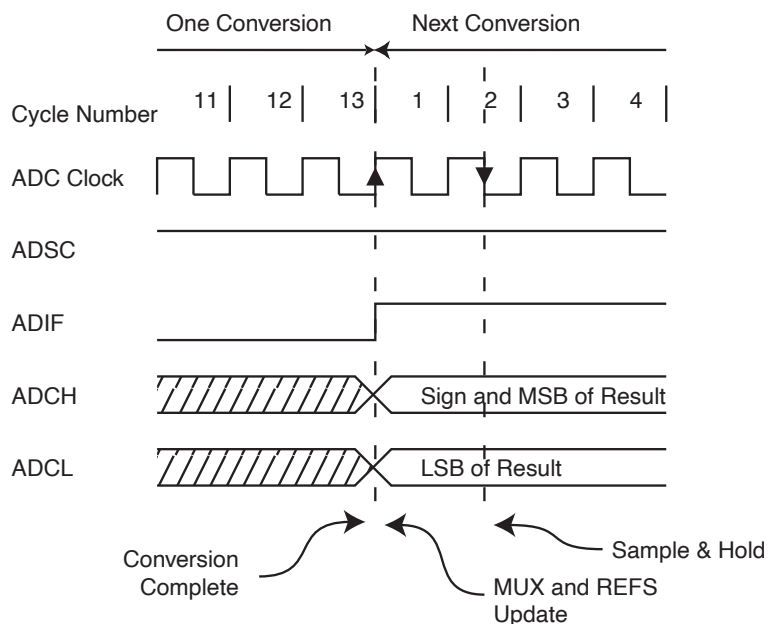 One Conversion Next Conversion
Cycle Number 11 12 13 1 2 3 4
ADC Clock
ADSC
ADIF
ADCH Sign and MSB of Result
ADCL LSB of Result
Conversion
Complete
MUX and REFS
Update
Sample & Hold